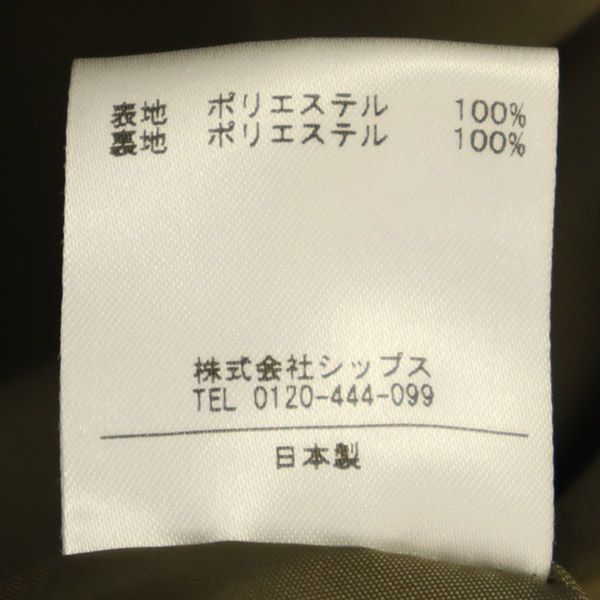 表地 ポリエステル 100%
裏地 ポリエステル 100%
株式会社シップス
TEL 0120-444-099
日本製